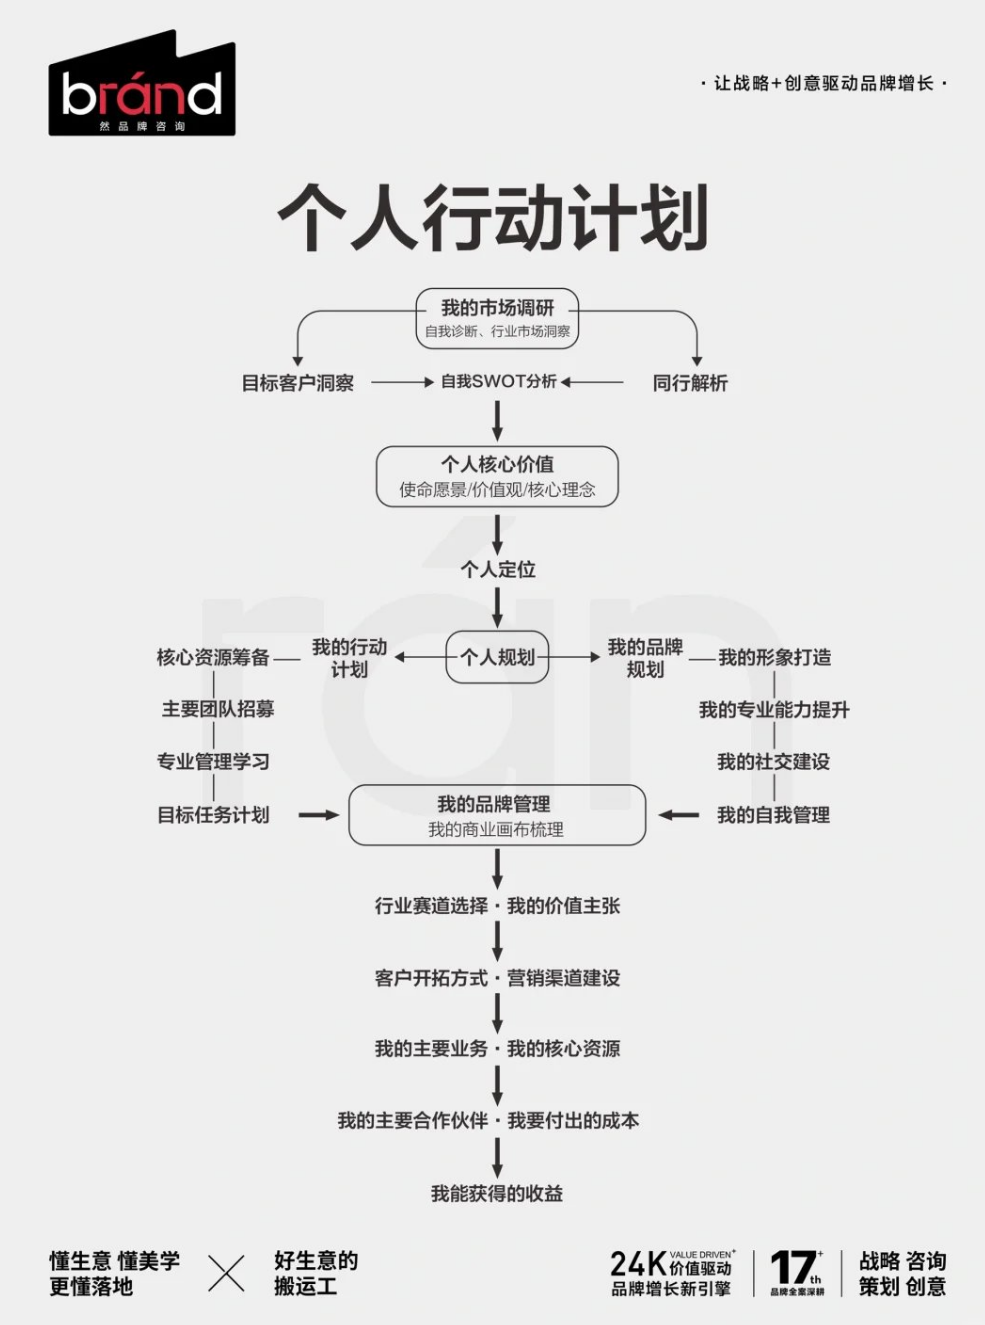 bránd
然品牌咨询
· 让战略+创意驱动品牌增长 ·
个人行动计划
我的市场调研
自我诊断、行业市场洞察
目标客户洞察
自我SWOT分析
同行解析
个人核心价值
使命愿景/价值观/核心理念
个人定位
个人规划
我的行动
计划
核心资源筹备
主要团队招募
专业管理学习
目标任务计划
我的品牌
规划
我的形象打造
我的专业能力提升
我的社交建设
我的自我管理
rán
我的品牌管理
我的商业画布梳理
行业赛道选择 · 我的价值主张
客户开拓方式 · 营销渠道建设
我的主要业务 · 我的核心资源
我的主要合作伙伴 · 我要付出的成本
我能获得的收益
懂生意 懂美学
更懂落地
好生意的
搬运工
24K VALUE DRIVEN+
价值驱动
品牌增长新引擎
17th+
品牌全案深耕
战略 咨询
策划 创意